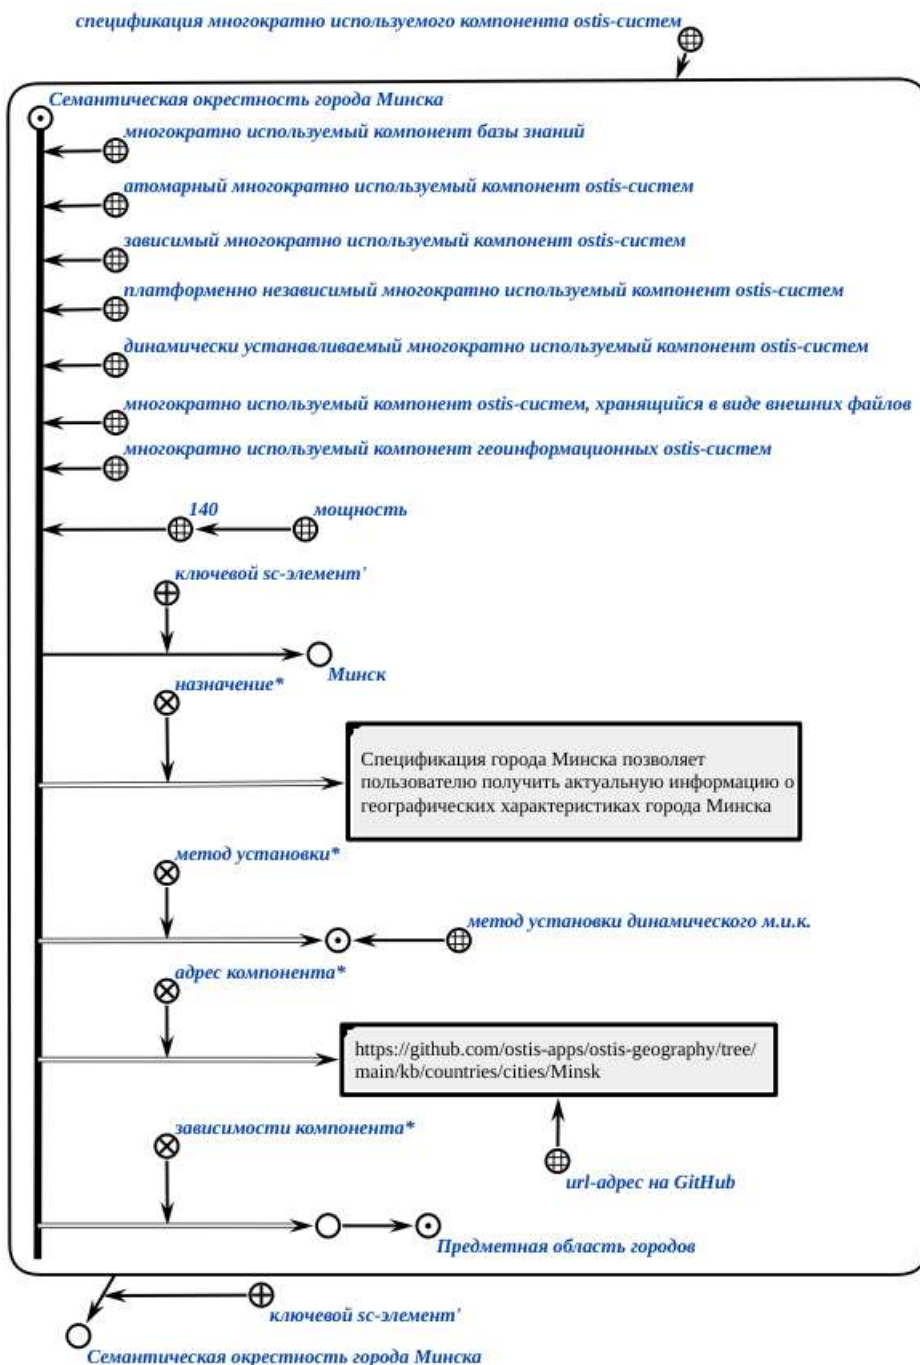 спецификация многократно используемого компонента ostis-систем
Семантическая окрестность города Минска
многократно используемый компонент базы знаний
атомарный многократно используемый компонент ostis-систем
зависимый многократно используемый компонент ostis-систем
платформенно независимый многократно используемый компонент ostis-систем
динамически устанавливаемый многократно используемый компонент ostis-систем
многократно используемый компонент ostis-систем, хранящийся в виде внешних файлов
многократно используемый компонент геоинформационных ostis-систем
140 мощность
ключевой sc-элемент'
Минск
назначение*
Спецификация города Минска позволяет
пользователю получить актуальную информацию о
географических характеристиках города Минска
метод установки*
метод установки динамического м.и.к.
адрес компонента*
https://github.com/ostis-apps/ostis-geography/tree/
main/kb/countries/cities/Minsk
зависимости компонента*
url-адрес на GitHub
Предметная область городов
ключевой sc-элемент'
Семантическая окрестность города Минска